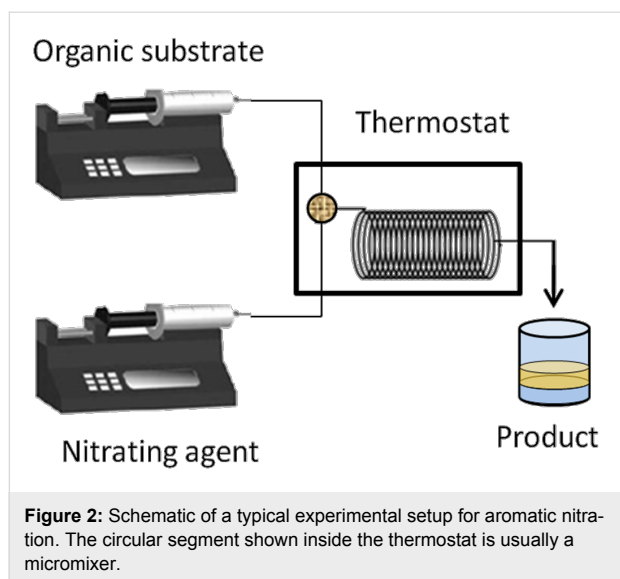 Organic substrate
Thermostat
Nitrating agent
Product
Figure 2: Schematic of a typical experimental setup for aromatic nitra-
tion. The circular segment shown inside the thermostat is usually a
micromixer.